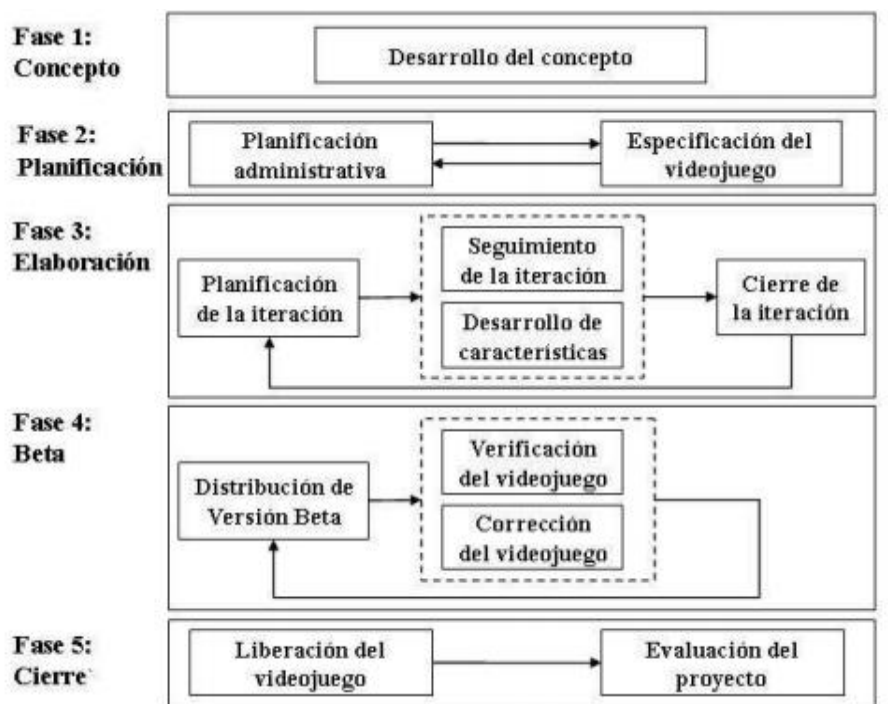 Fase 1:
Concepto
Desarrollo del concepto
Fase 2:
Planificación
Planificación
administrativa
Especificación del
videojuego
Fase 3:
Elaboración
Planificación
de la iteración
Seguimiento
de la iteración
Desarrollo de
características
Cierre de
la iteración
Fase 4:
Beta
Distribución de
Versión Beta
Verificación
del videojuego
Corrección
del videojuego
Fase 5:
Cierre
Liberación del
videojuego
Evaluación del
proyecto